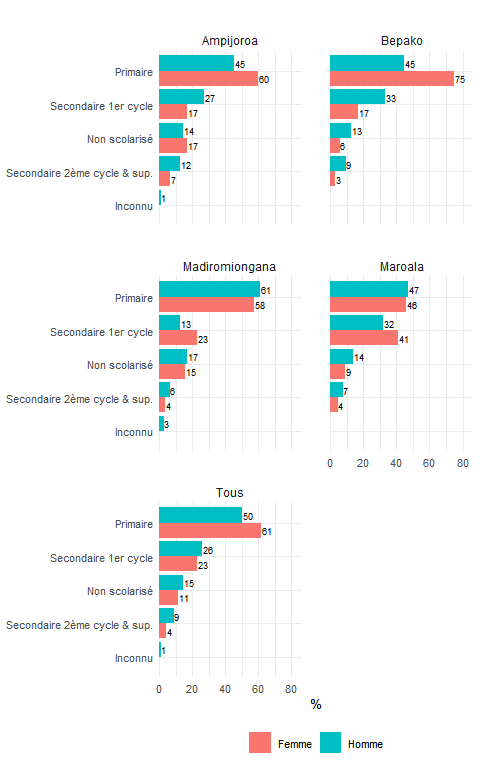 Ampijoroa
Bepako
Primaire
45
60
45
75
Secondaire 1er cycle
27
17
33
17
Non scolarisé
14
17
13
6
Secondaire 2ème cycle & sup.
12
7
9
3
Inconnu
1
Madiromiongana
Maroala
Primaire
61
58
47
46
Secondaire 1er cycle
13
23
32
41
Non scolarisé
17
15
14
9
Secondaire 2ème cycle & sup.
6
4
7
4
Inconnu
3
0 20 40 60 80
Tous
Primaire
50
61
Secondaire 1er cycle
26
23
Non scolarisé
15
11
Secondaire 2ème cycle & sup.
9
4
Inconnu
1
0 20 40 60 80
%
Femme Homme